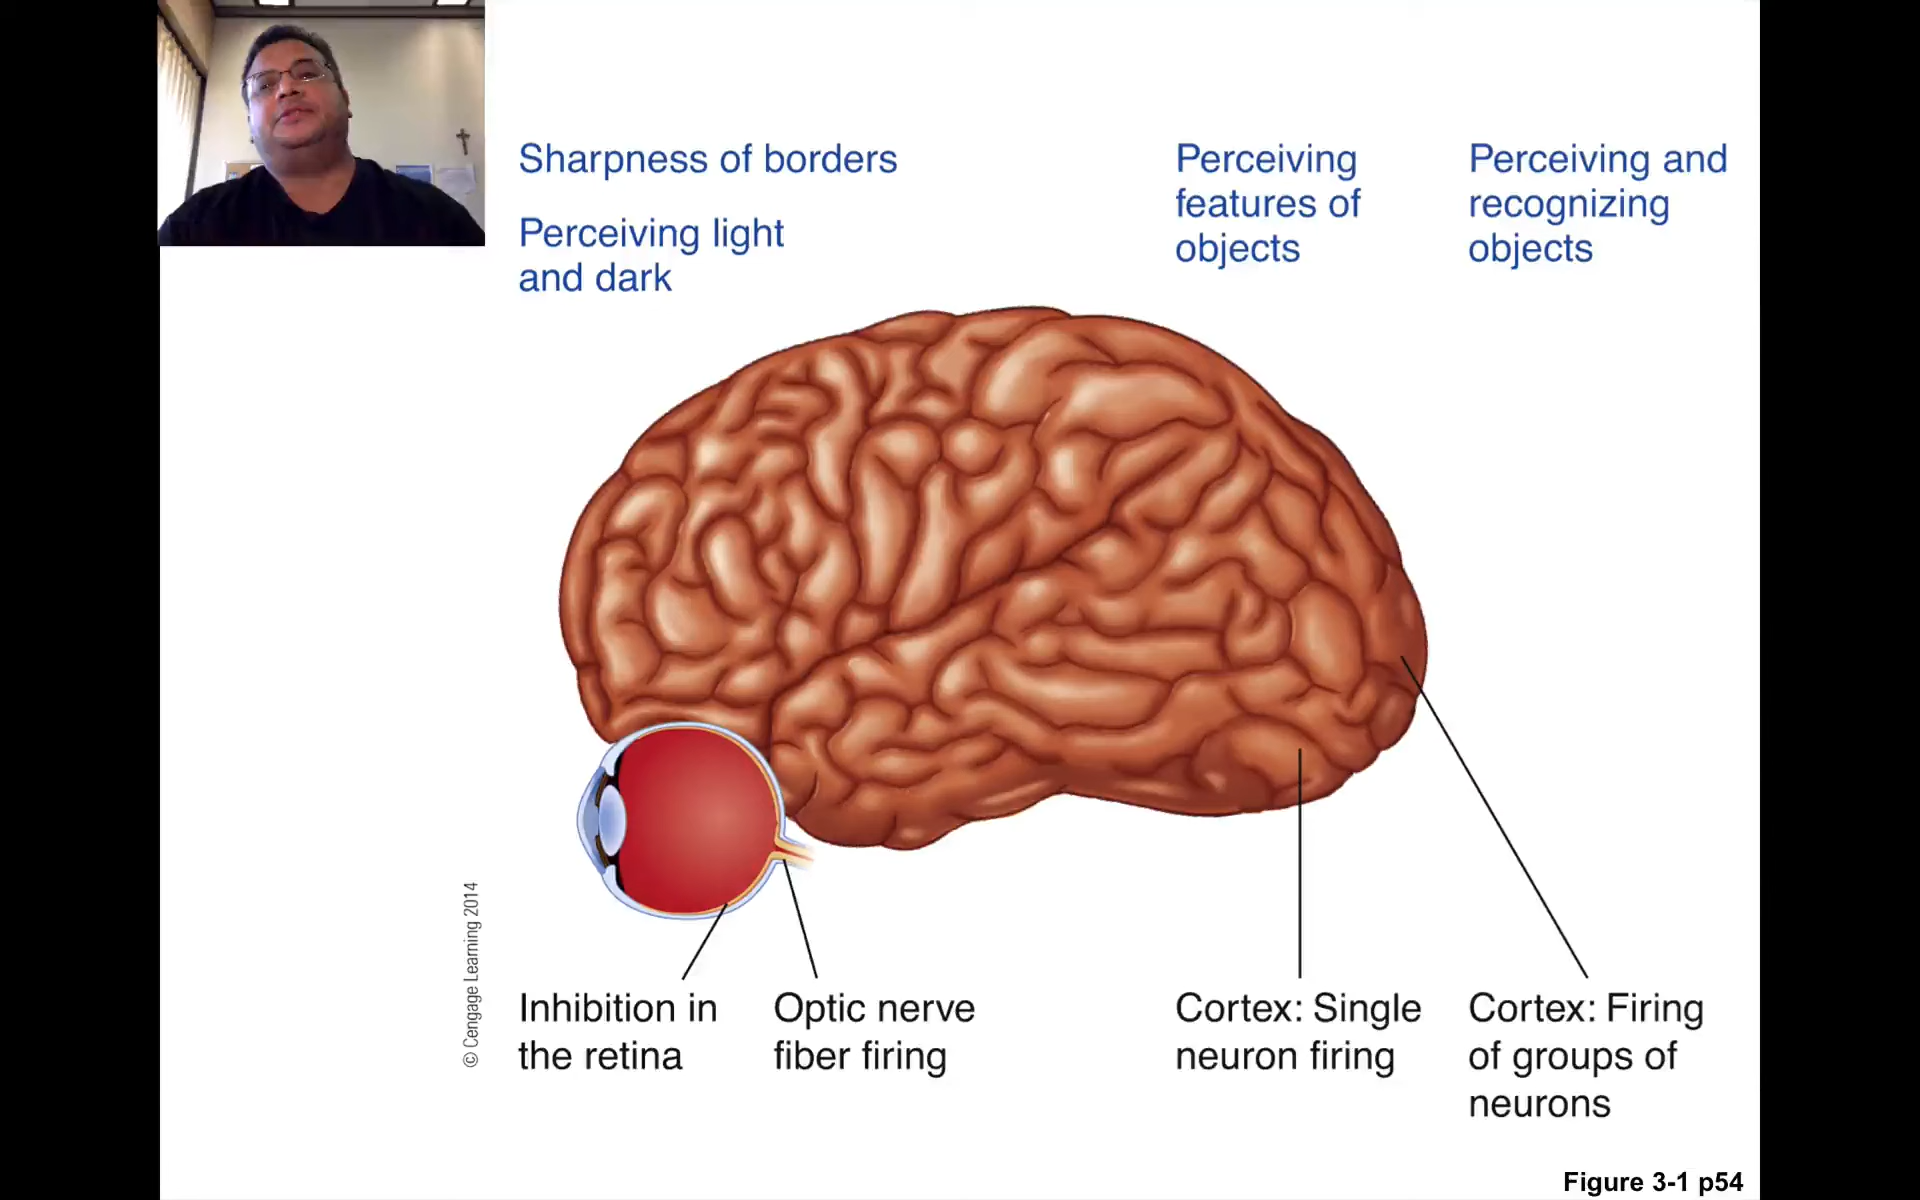 Sharpness of borders
Perceiving light
and dark
Perceiving
features of
objects
Perceiving and
recognizing
objects
© Cengage Learning 2014
Inhibition in
the retina
Optic nerve
fiber firing
Cortex: Single
neuron firing
Cortex: Firing
of groups of
neurons
Figure 3-1 p54